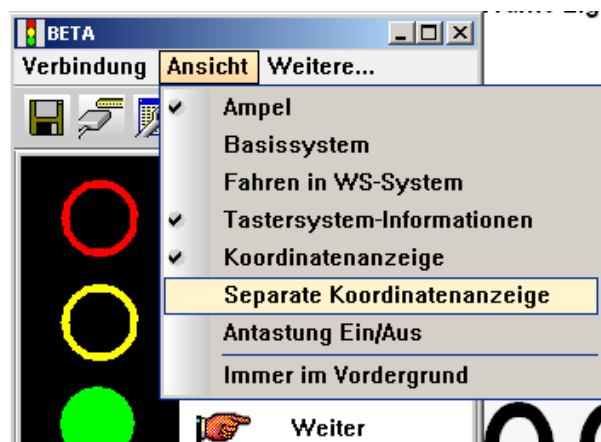 BETA
Verbindung Ansicht Weitere...
Ampel
Basissystem
Fahren in WS-System
Tastersystem-Informationen
Koordinatenanzeige
Separate Koordinatenanzeige
Antastung Ein/Aus
Immer im Vordergrund
Weiter